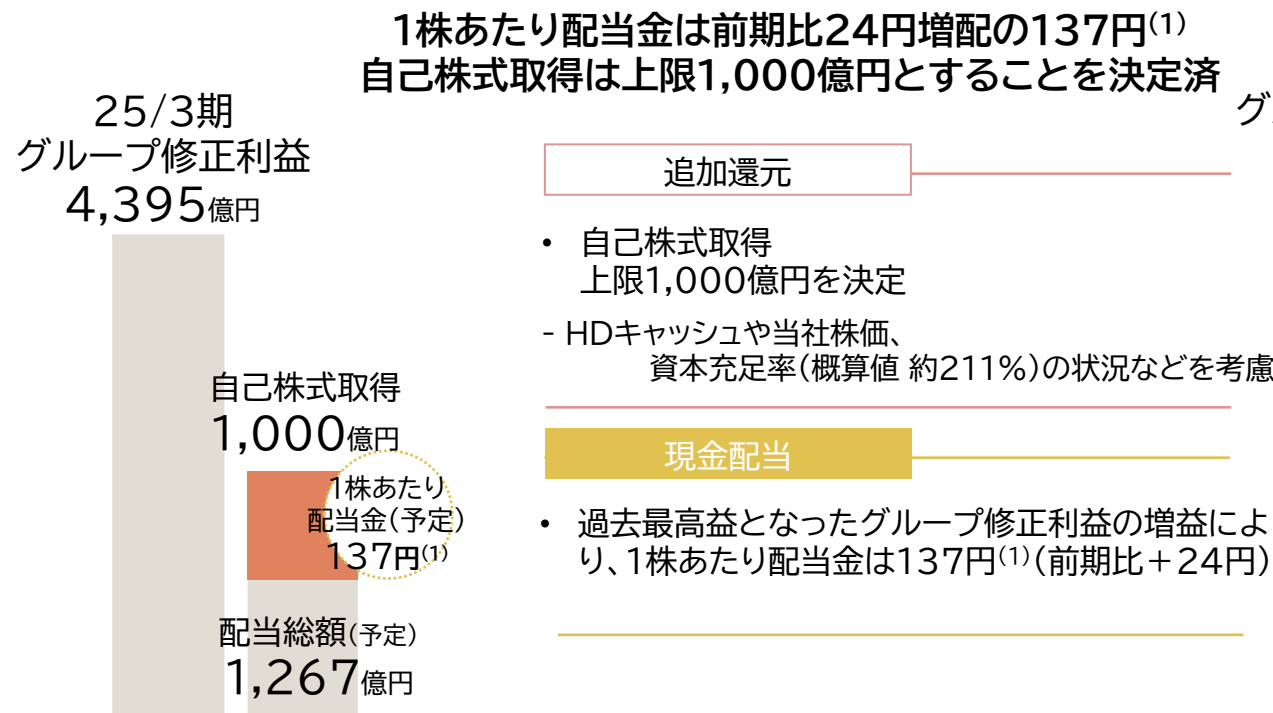 1株あたり配当金は前期比24円増配の137円(1)
自己株式取得は上限1,000億円とすることを決定済
25/3期
グループ修正利益
4,395億円
グ
追加還元
• 自己株式取得
上限1,000億円を決定
- HDキャッシュや当社株価、
資本充足率(概算値 約211%)の状況などを考慮
自己株式取得
1,000億円
1株あたり
配当金(予定)
137円(1)
現金配当
• 過去最高益となったグループ修正利益の増益によ
り、1株あたり配当金は137円(1)(前期比+24円)
配当総額(予定)
1,267億円